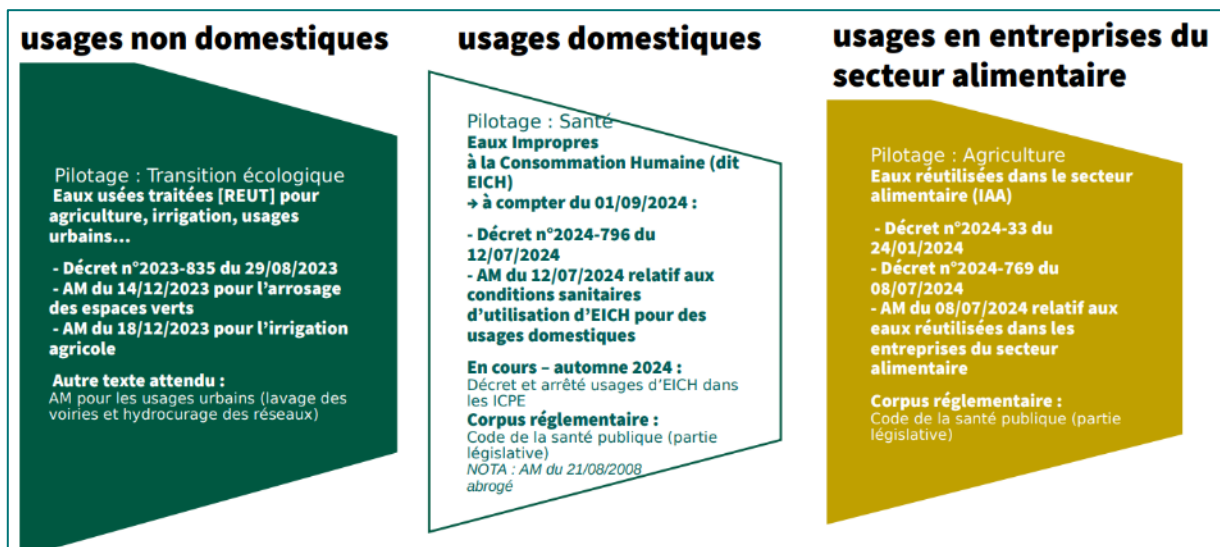 usages non domestiques
Pilotage : Transition écologique
Eaux usées traitées [REUT] pour
agriculture, irrigation, usages
urbains...
- Décret n°2023-835 du 29/08/2023
- AM du 14/12/2023 pour l'arrosage
des espaces verts
- AM du 18/12/2023 pour l'irrigation
agricole
Autre texte attendu :
AM pour les usages urbains (lavage des
voiries et hydrocurage des réseaux)
usages domestiques
Pilotage : Santé
Eaux Impropres
à la Consommation Humaine (dit
EICH)
→ à compter du 01/09/2024 :
- Décret n°2024-796 du
12/07/2024
- AM du 12/07/2024 relatif aux
conditions sanitaires
d'utilisation d'EICH pour des
usages domestiques
En cours – automne 2024 :
Décret et arrêté usages d'EICH dans
les ICPE
Corpus réglementaire :
Code de la santé publique (partie
législative)
NOTA : AM du 21/08/2008
abrogé
usages en entreprises du
secteur alimentaire
Pilotage : Agriculture
Eaux réutilisées dans le secteur
alimentaire (IAA)
- Décret n°2024-33 du
24/01/2024
- Décret n°2024-769 du
08/07/2024
- AM du 08/07/2024 relatif aux
eaux réutilisées dans les
entreprises du secteur
alimentaire
Corpus réglementaire :
Code de la santé publique (partie
législative)